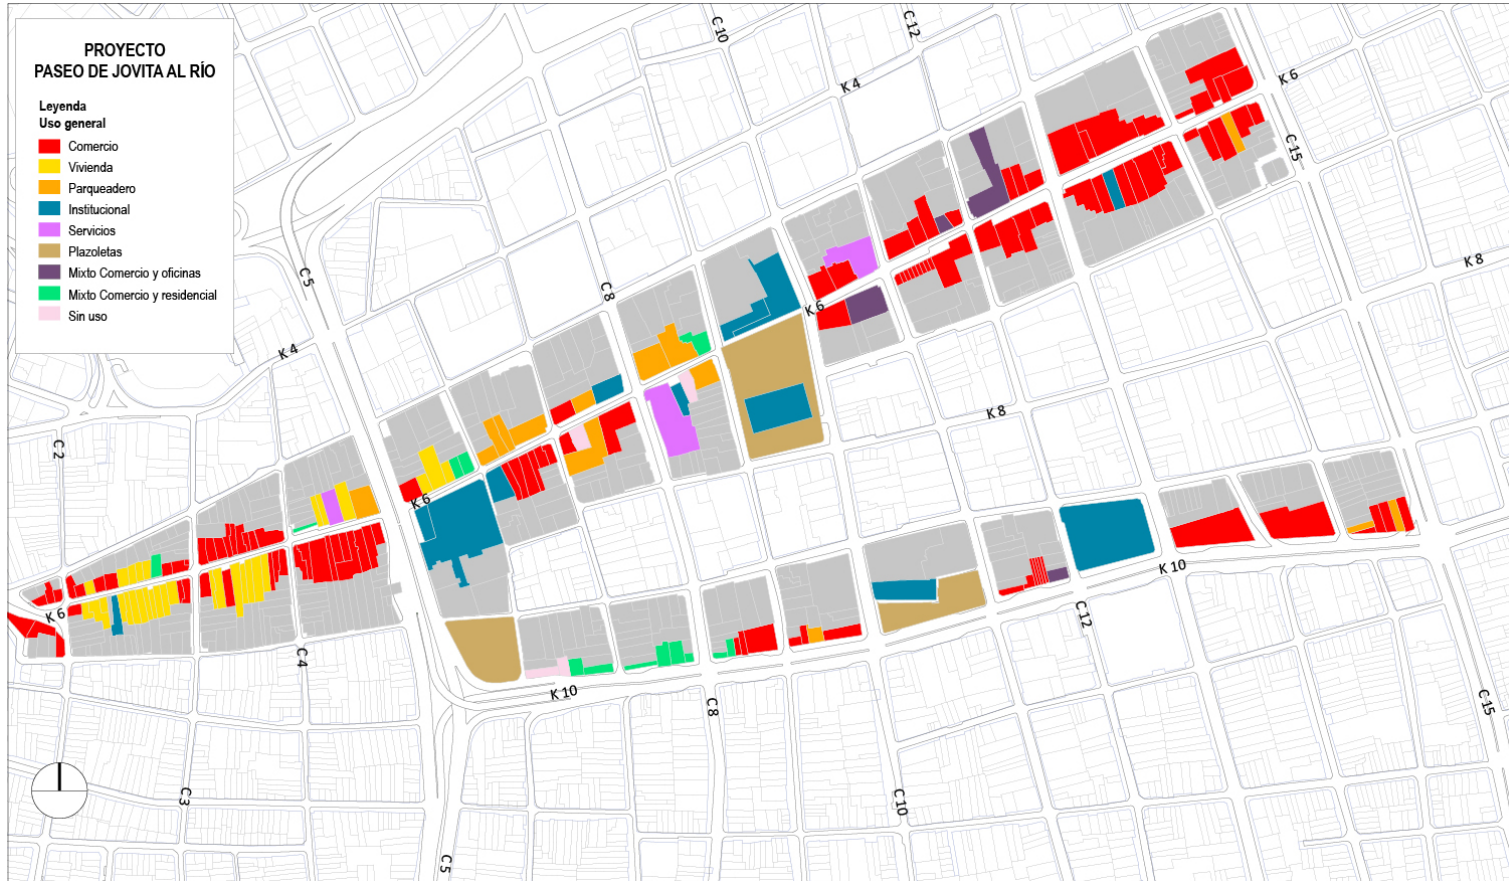 PROYECTO
PASEO DE JOVITA AL RÍO
Leyenda
Uso general
Comercio
Vivienda
Parqueadero
Institucional
Servicios
Plazoletas
Mixto Comercio y oficinas
Mixto Comercio y residencial
Sin uso
C 10
C 12
K 4
K 6
C 15
C 5
C 8
K 6
K 8
K 4
K 8
C 2
K 6
K 6
C 4
K 10
C 12
K 10
C 8
C 15
C 3
C 10
C 5